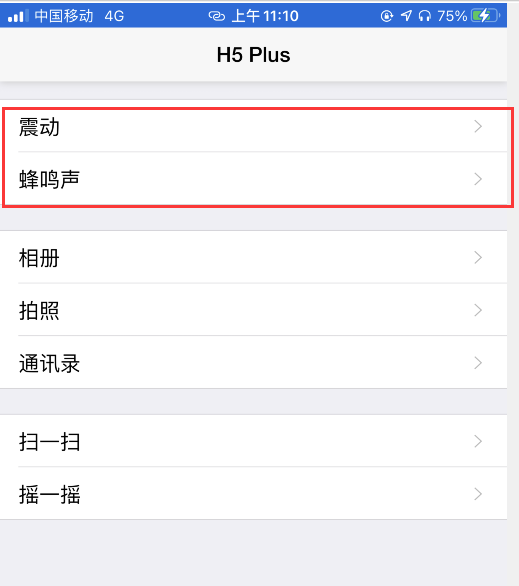 中国移动 4G 上午 11:10 75%
H5 Plus
震动
蜂鸣声
相册
拍照
通讯录
扫一扫
摇一摇